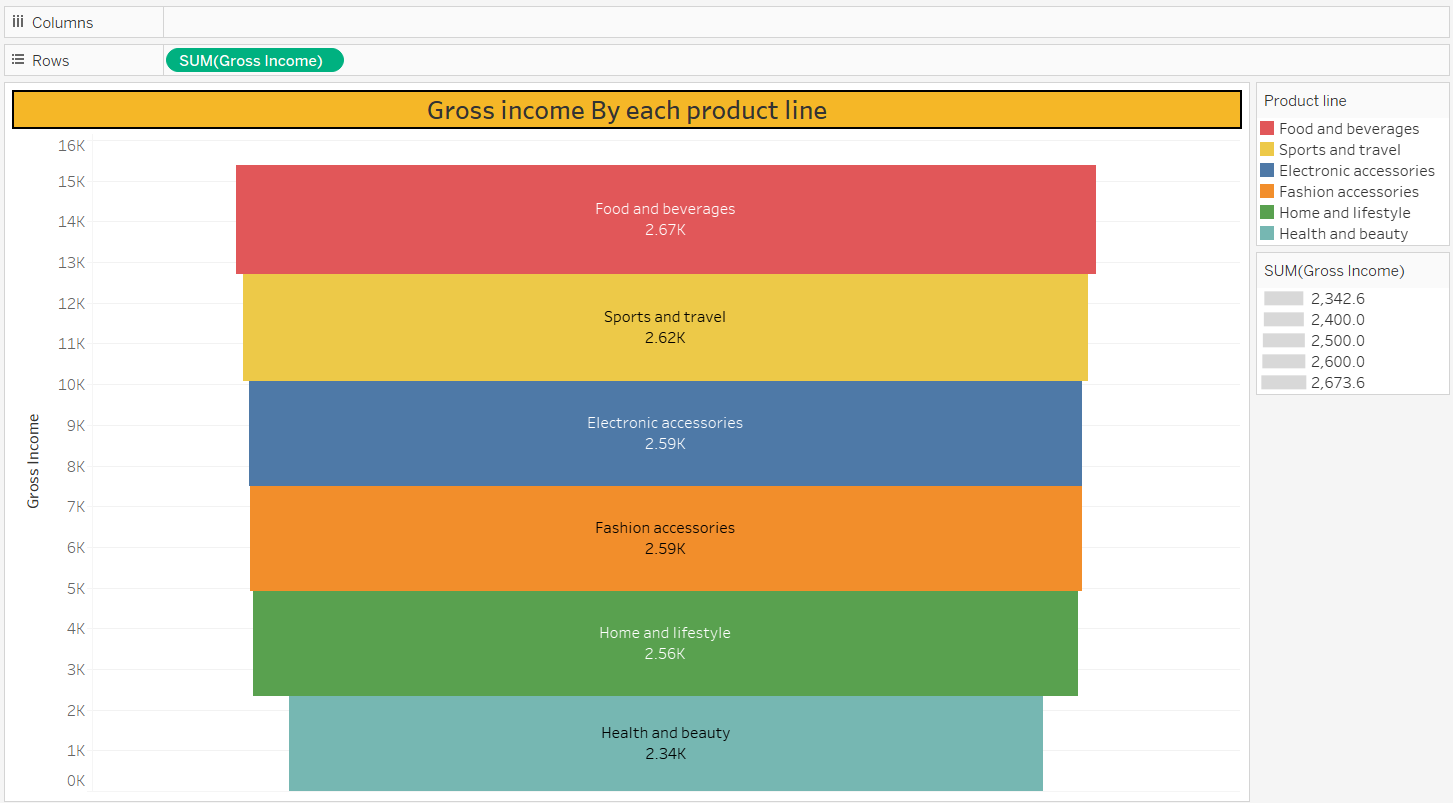 Columns
Rows
SUM(Gross Income)
Gross income By each product line
16K
15K
14K
13K
12K
11K
10K
9K
8K
7K
6K
5K
4K
3K
2K
1K
0K
Gross Income
Food and beverages
2.67K
Sports and travel
2.62K
Electronic accessories
2.59K
Fashion accessories
2.59K
Home and lifestyle
2.56K
Health and beauty
2.34K
Product line
Food and beverages
Sports and travel
Electronic accessories
Fashion accessories
Home and lifestyle
Health and beauty
SUM(Gross Income)
2,342.6
2,400.0
2,500.0
2,600.0
2,673.6